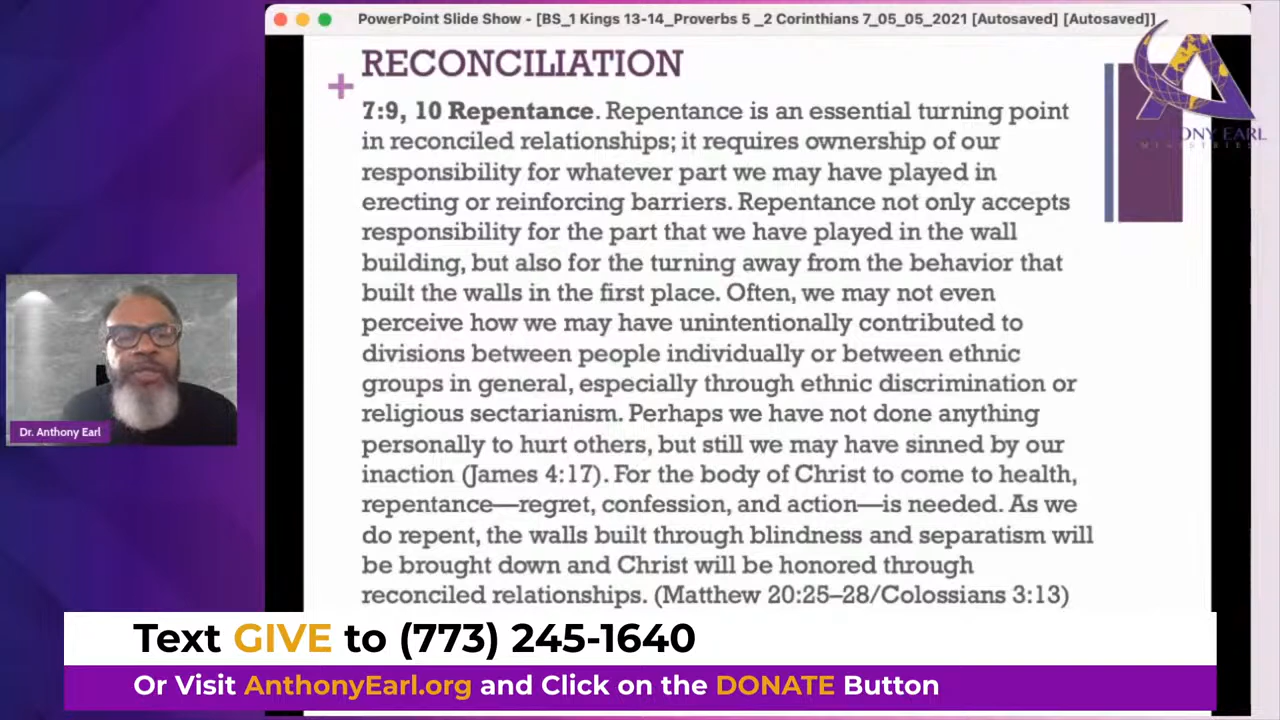 PowerPoint Slide Show - [BS_1 Kings 13-14_Proverbs 5 _2 Corinthians 7_05_05_2021 [Autosaved] [Autosaved]]
RECONCILIATION
+
7:9, 10 Repentance. Repentance is an essential turning point
in reconciled relationships; it requires ownership of our
responsibility for whatever part we may have played in
erecting or reinforcing barriers. Repentance not only accepts
responsibility for the part that we have played in the wall
building, but also for the turning away from the behavior that
built the walls in the first place. Often, we may not even
perceive how we may have unintentionally contributed to
divisions between people individually or between ethnic
groups in general, especially through ethnic discrimination or
religious sectarianism. Perhaps we have not done anything
personally to hurt others, but still we may have sinned by our
inaction (James 4:17). For the body of Christ to come to health,
repentance—regret, confession, and action—is needed. As we
do repent, the walls built through blindness and separatism will
be brought down and Christ will be honored through
reconciled relationships. (Matthew 20:25–28/Colossians 3:13)
ANTHONY EARL
MINISTRIES
Dr. Anthony Earl
Text GIVE to (773) 245-1640
Or Visit AnthonyEarl.org and Click on the DONATE Button